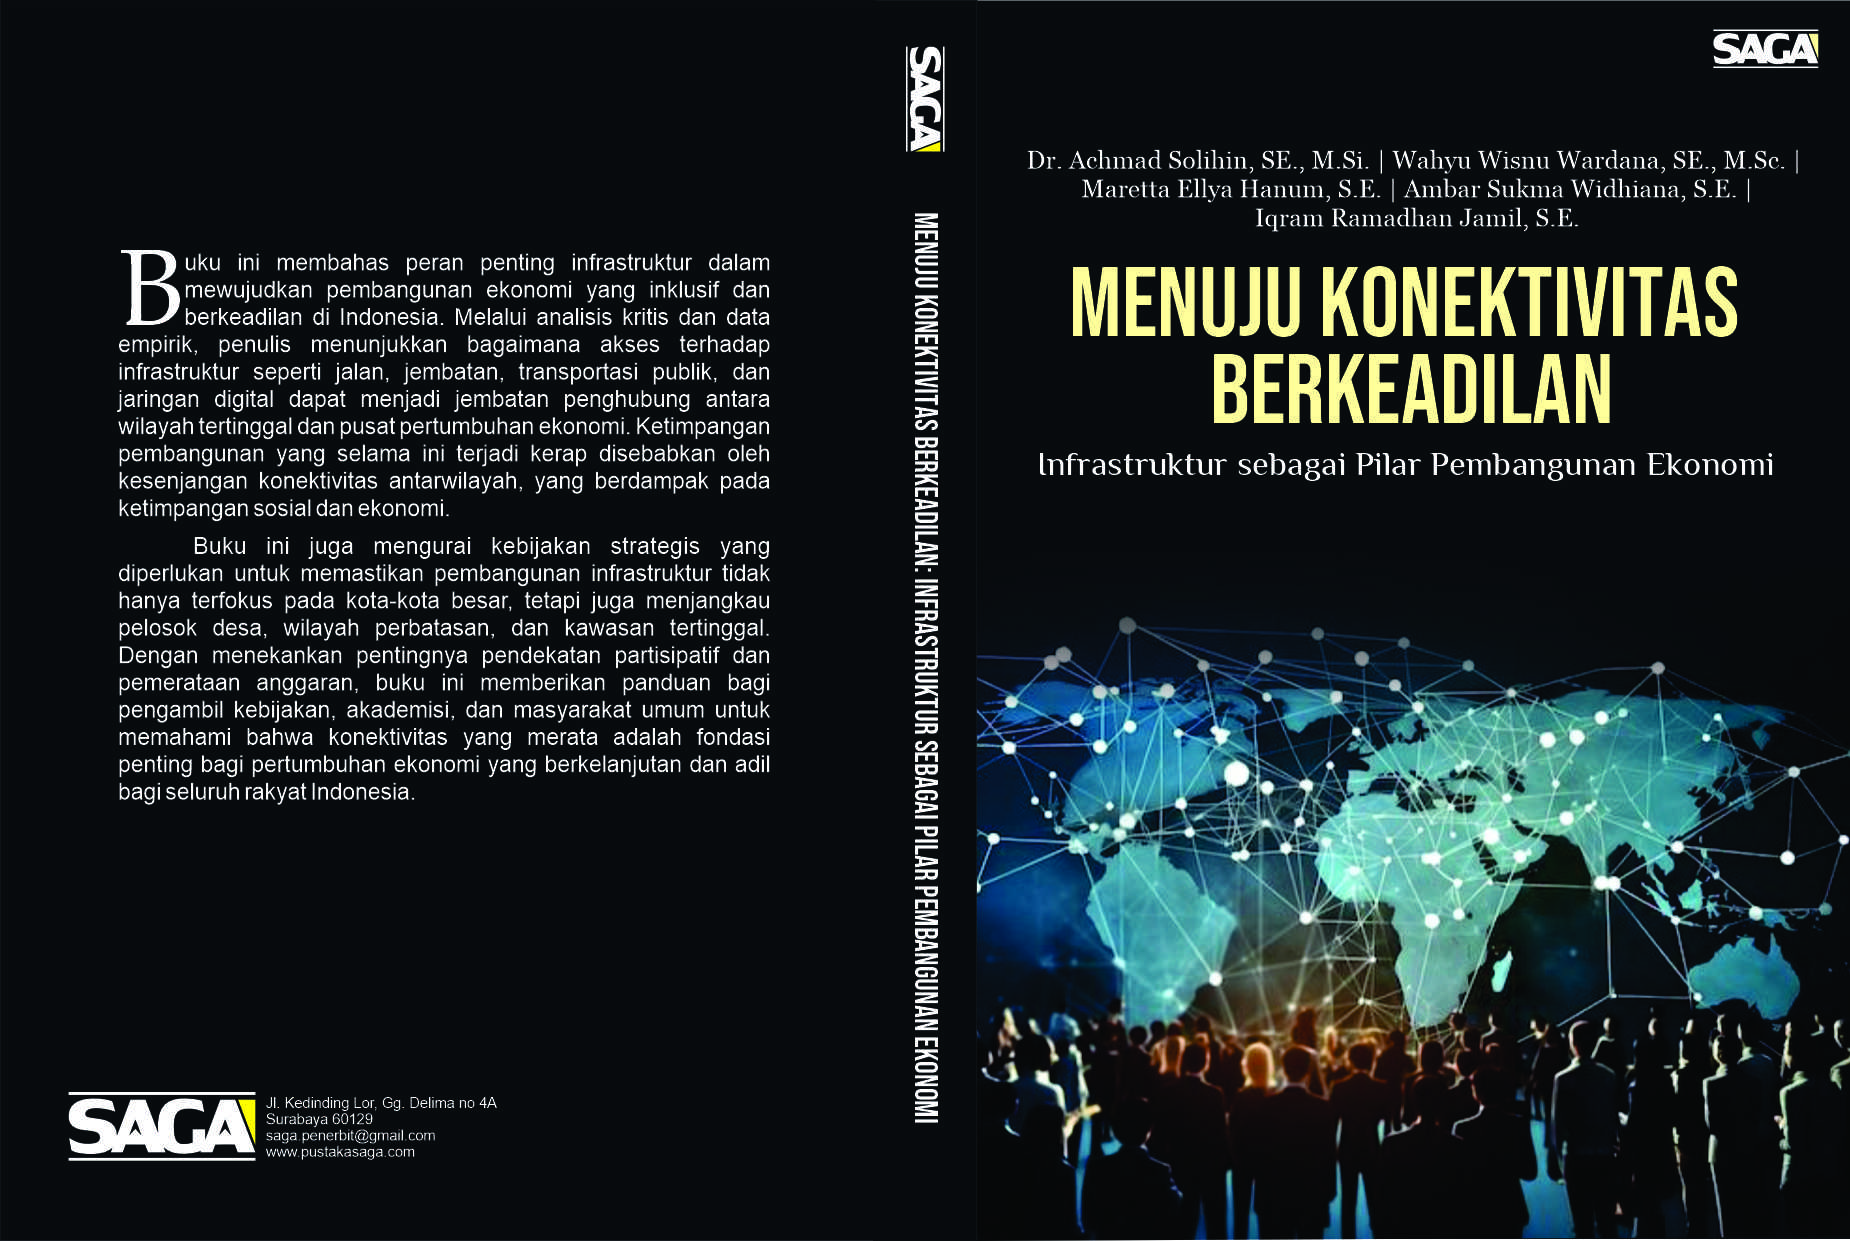 Buku ini membahas peran penting infrastruktur dalam
mewujudkan pembangunan ekonomi yang inklusif dan
berkeadilan di Indonesia. Melalui analisis kritis dan data
empirik, penulis menunjukkan bagaimana akses terhadap
infrastruktur seperti jalan, jembatan, transportasi publik, dan
jaringan digital dapat menjadi jembatan penghubung antara
wilayah tertinggal dan pusat pertumbuhan ekonomi. Ketimpangan
pembangunan yang selama ini terjadi kerap disebabkan oleh
kesenjangan konektivitas antarwilayah, yang berdampak pada
ketimpangan sosial dan ekonomi.
Buku ini juga mengurai kebijakan strategis yang
diperlukan untuk memastikan pembangunan infrastruktur tidak
hanya terfokus pada kota-kota besar, tetapi juga menjangkau
pelosok desa, wilayah perbatasan, dan kawasan tertinggal.
Dengan menekankan pentingnya pendekatan partisipatif dan
pemerataan anggaran, buku ini memberikan panduan bagi
pengambil kebijakan, akademisi, dan masyarakat umum untuk
memahami bahwa konektivitas yang merata adalah fondasi
penting bagi pertumbuhan ekonomi yang berkelanjutan dan adil
bagi seluruh rakyat Indonesia.
SAGA
Jl. Kedinding Lor, Gg. Delima no 4A
Surabaya 60129
saga.penerbit@gmail.com
www.pustakasaga.com
SAGA
MENUJU KONEKTIVITAS BERKEADILAN: INFRASTRUKTUR SEBAGAI PILAR PEMBANGUNAN EKONOMI
SAGA
Dr. Achmad Solihin, SE., M.Si. | Wahyu Wisnu Wardana, SE., M.Sc. |
Maretta Ellya Hanum, S.E. | Ambar Sukma Widhiana, S.E. |
Iqram Ramadhan Jamil, S.E.
MENUJU KONEKTIVITAS
BERKEADILAN
Infrastruktur sebagai Pilar Pembangunan Ekonomi